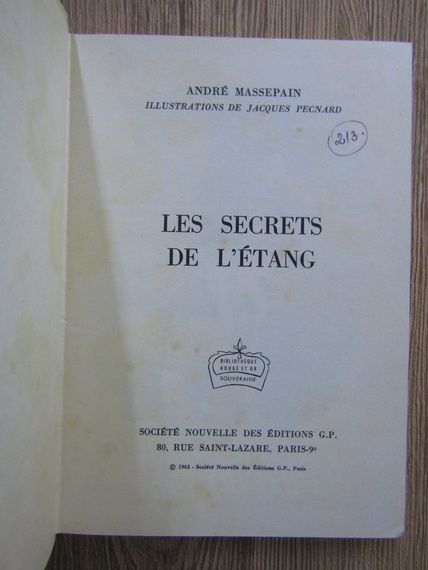 ANDRÉ MASSEPAIN
ILLUSTRATIONS DE JACQUES PECNARD
213.
LES SECRETS
DE L'ÉTANG
BIBLIOTHÈQUE
ROUGE ET OR
SOUVERAINE
SOCIÉTÉ NOUVELLE DES ÉDITIONS G.P.
80, RUE SAINT-LAZARE, PARIS-9e
© 1962 - Société Nouvelle des Éditions G.P., Paris